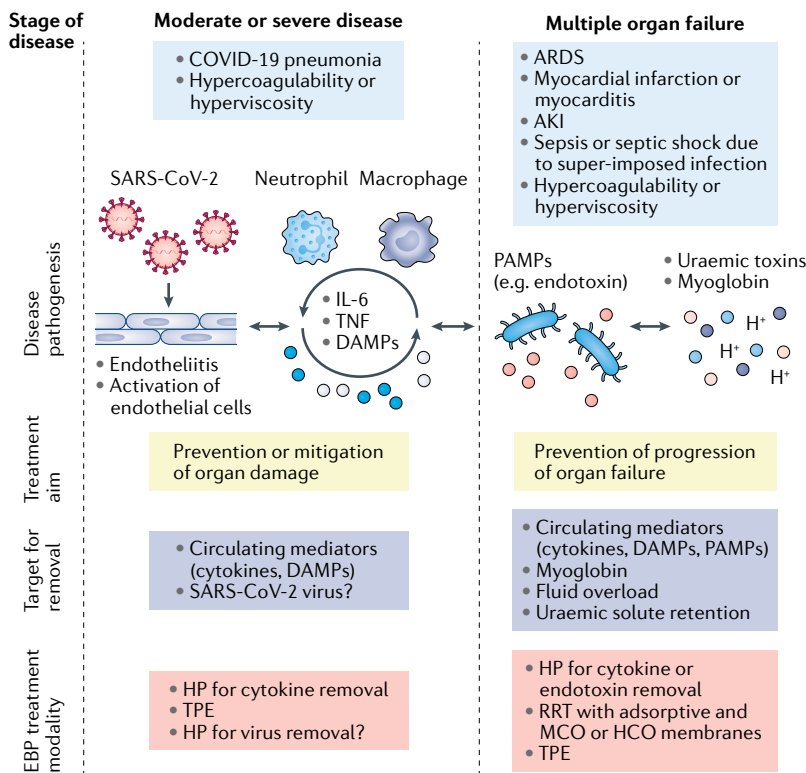 Stage of
disease
Moderate or severe disease
Multiple organ failure
• COVID-19 pneumonia
• Hypercoagulability or
hyperviscosity
• ARDS
• Myocardial infarction or
myocarditis
• AKI
• Sepsis or septic shock due
to super-imposed infection
• Hypercoagulability or
hyperviscosity
Disease
pathogenesis
SARS-CoV-2
Neutrophil
Macrophage
• IL-6
• TNF
• DAMPs
• Endotheliitis
• Activation of
endothelial cells
PAMPs
(e.g. endotoxin)
• Uraemic toxins
• Myoglobin
H+
H+
H+
Treatment
aim
Prevention or mitigation
of organ damage
Prevention of progression
of organ failure
Target for
removal
• Circulating mediators
(cytokines, DAMPs)
• SARS-CoV-2 virus?
• Circulating mediators
(cytokines, DAMPs, PAMPs)
• Myoglobin
• Fluid overload
• Uraemic solute retention
EBP treatment
modality
• HP for cytokine removal
• TPE
• HP for virus removal?
• HP for cytokine or
endotoxin removal
• RRT with adsorptive and
MCO or HCO membranes
• TPE